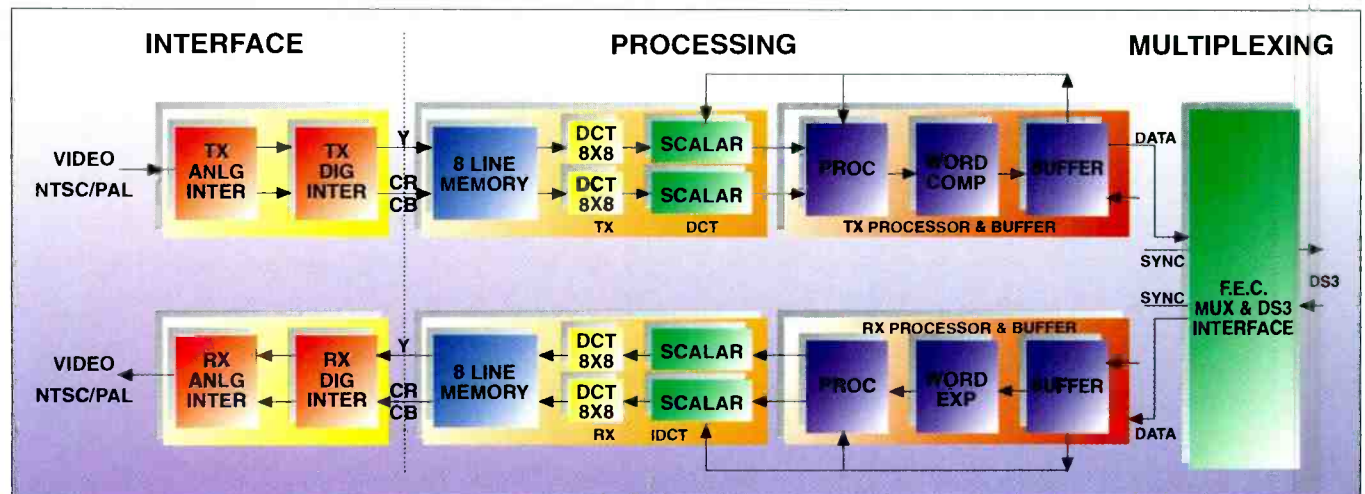 INTERFACE
PROCESSING
MULTIPLEXING
VIDEO
NTSC/PAL
TX
ANLG
INTER
TX
DIG
INTER
Y
CR
CB
8 LINE
MEMORY
DCT
8X8
DCT
8X8
SCALAR
SCALAR
TX
DCT
PROC
WORD
COMP
BUFFER
TX PROCESSOR & BUFFER
DATA
SYNC
SYNC
F.E.C.
MUX & DS3
INTERFACE
DS3
VIDEO
NTSC/PAL
RX
ANLG
INTER
RX
DIG
INTER
Y
CR
CB
8 LINE
MEMORY
DCT
8X8
DCT
8X8
SCALAR
SCALAR
RX
IDCT
RX PROCESSOR & BUFFER
PROC
WORD
EXP
BUFFER
DATA